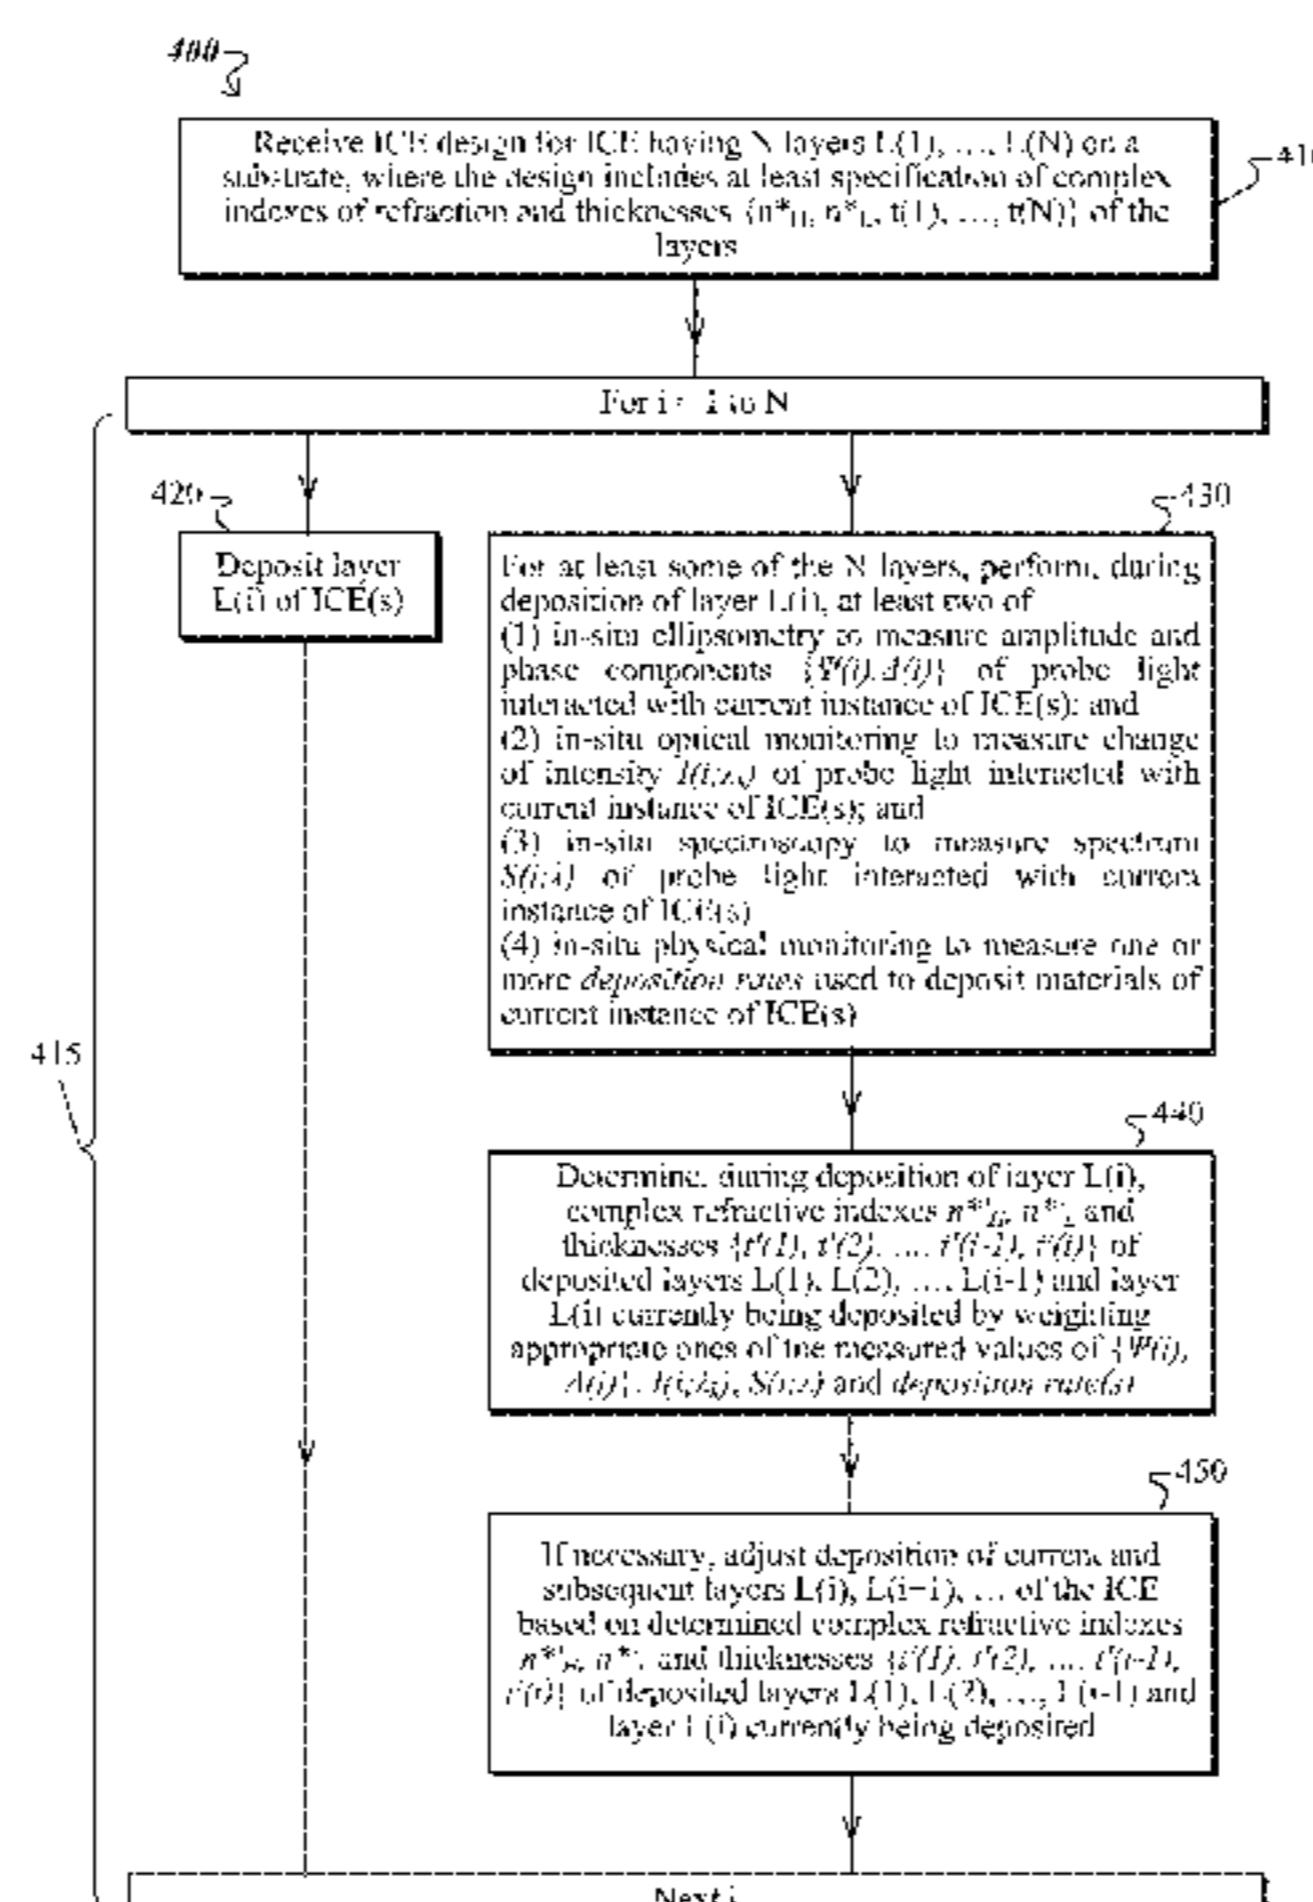 400
Receive ICE design for ICE having N layers L(1), ..., L(N) on a
substrate, where the design includes at least specification of complex
indexes of refraction and thicknesses {n*H, n*L, t(1), ..., t(N)} of the
layers
For i = 1 to N
420
430
Deposit layer
L(i) of ICE(s)
For at least some of the N layers, perform, during
deposition of layer L(i), at least two of
(1) in-situ ellipsometry to measure amplitude and
phase components {Ψ(i), Δ(i)} of probe light
interacted with current instance of ICE(s); and
(2) in-situ optical monitoring to measure change
of intensity of probe light interacted with
current instance of ICE(s); and
(3) in-situ spectroscopy to measure spectrum
S(i;λ) of probe light interacted with current
instance of ICE(s)
(4) in-situ physical monitoring to measure one or
more deposition rates used to deposit materials of
current instance of ICE(s)
415
440
Determine, during deposition of layer L(i),
complex refractive indexes n*'H, n*'L and
thicknesses {t'(1), t'(2), ..., t'(i-1), t'(i)} of
deposited layers L(1), L(2), ..., L(i-1) and layer
L(i) currently being deposited by weighting
appropriate ones of the measured values of {Ψ(i),
Δ(i)}, S(i;λ) and deposition rate(s)
450
If necessary, adjust deposition of current and
subsequent layers L(i), L(i+1), ... of the ICE
based on determined complex refractive indexes
n*'H, n*'L and thicknesses {t'(1), t'(2), ..., t'(i-1),
t'(i)} of deposited layers L(1), L(2), ..., L(i-1) and
layer L(i) currently being deposited
Next i